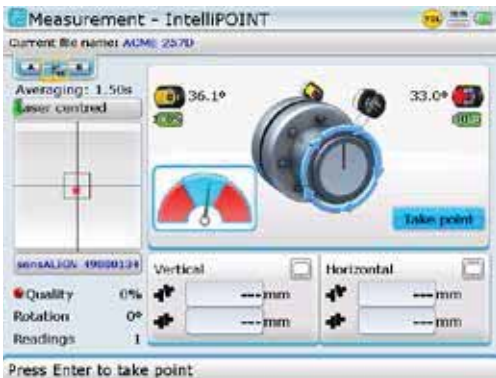 Measurement - IntelliPOINT
Current file name: ACME 257D
Averaging: 1.50s
Laser centred
36.1°
33.0°
Take point
sensALIGN 49000134
Quality 0%
Rotation 0°
Readings 1
Vertical
---mm
---mm
Horizontal
---mm
---mm
Press Enter to take point